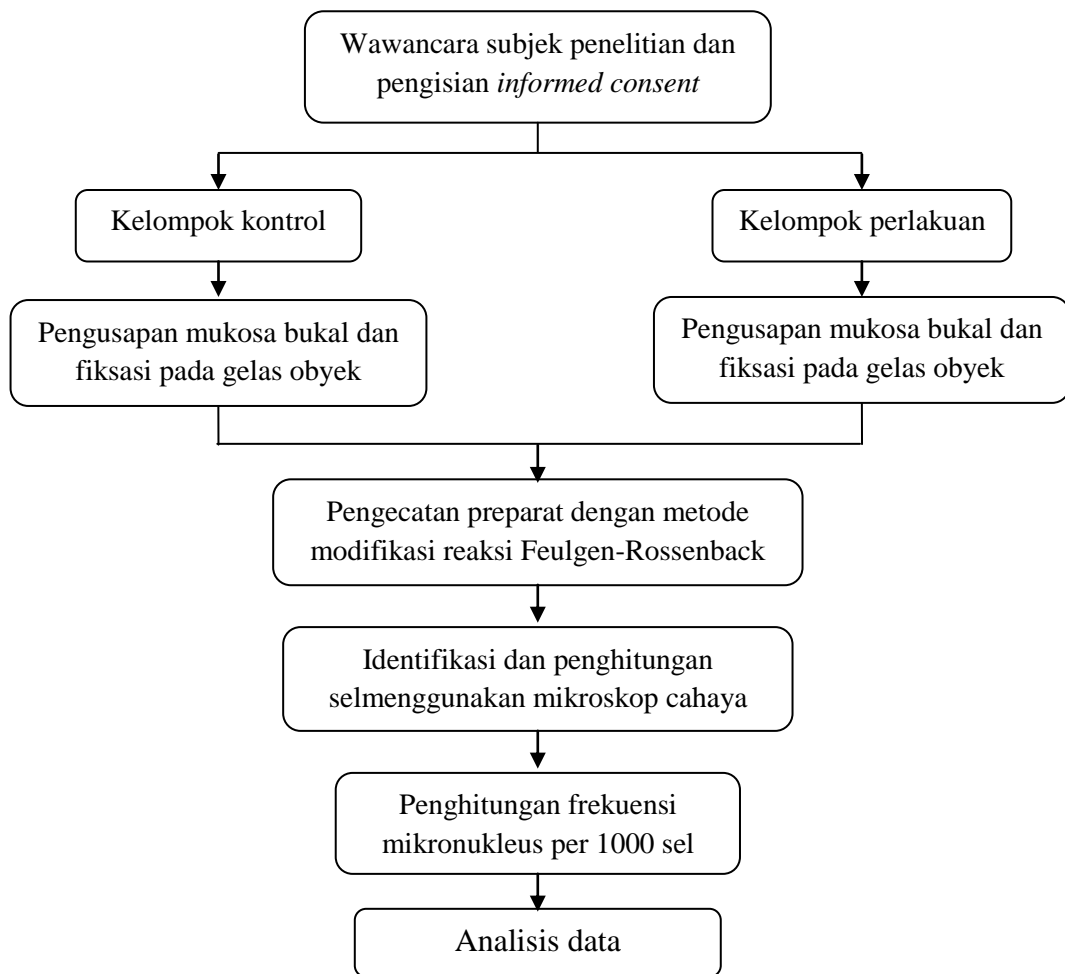 Wawancara subjek penelitian dan
pengisian informed consent
Kelompok kontrol
Kelompok perlakuan
Pengusapan mukosa bukal dan
fiksasi pada gelas obyek
Pengusapan mukosa bukal dan
fiksasi pada gelas obyek
Pengecatan preparat dengan metode
modifikasi reaksi Feulgen-Rossenback
Identifikasi dan penghitungan
selmenggunakan mikroskop cahaya
Penghitungan frekuensi
mikronukleus per 1000 sel
Analisis data